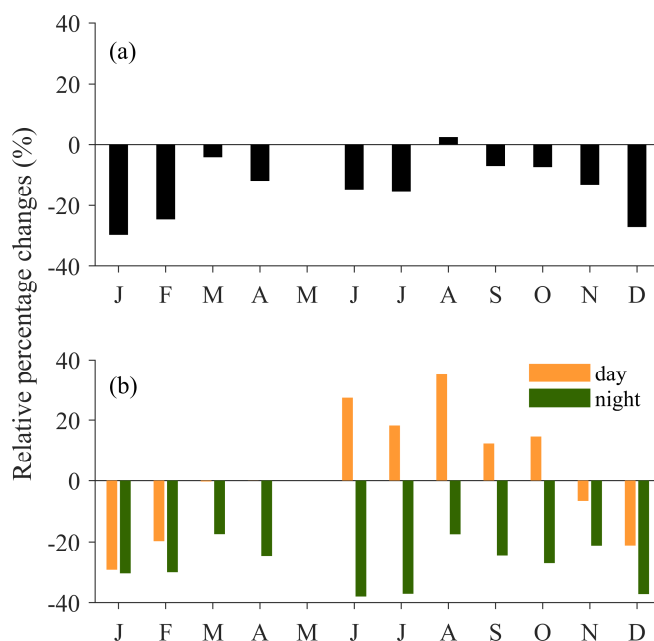 Relative percentage changes (%)
(a)
40
20
0
-20
-40
J F M A M J J A S O N D
(b)
day
night
40
20
0
-20
-40
J F M A M J J A S O N D